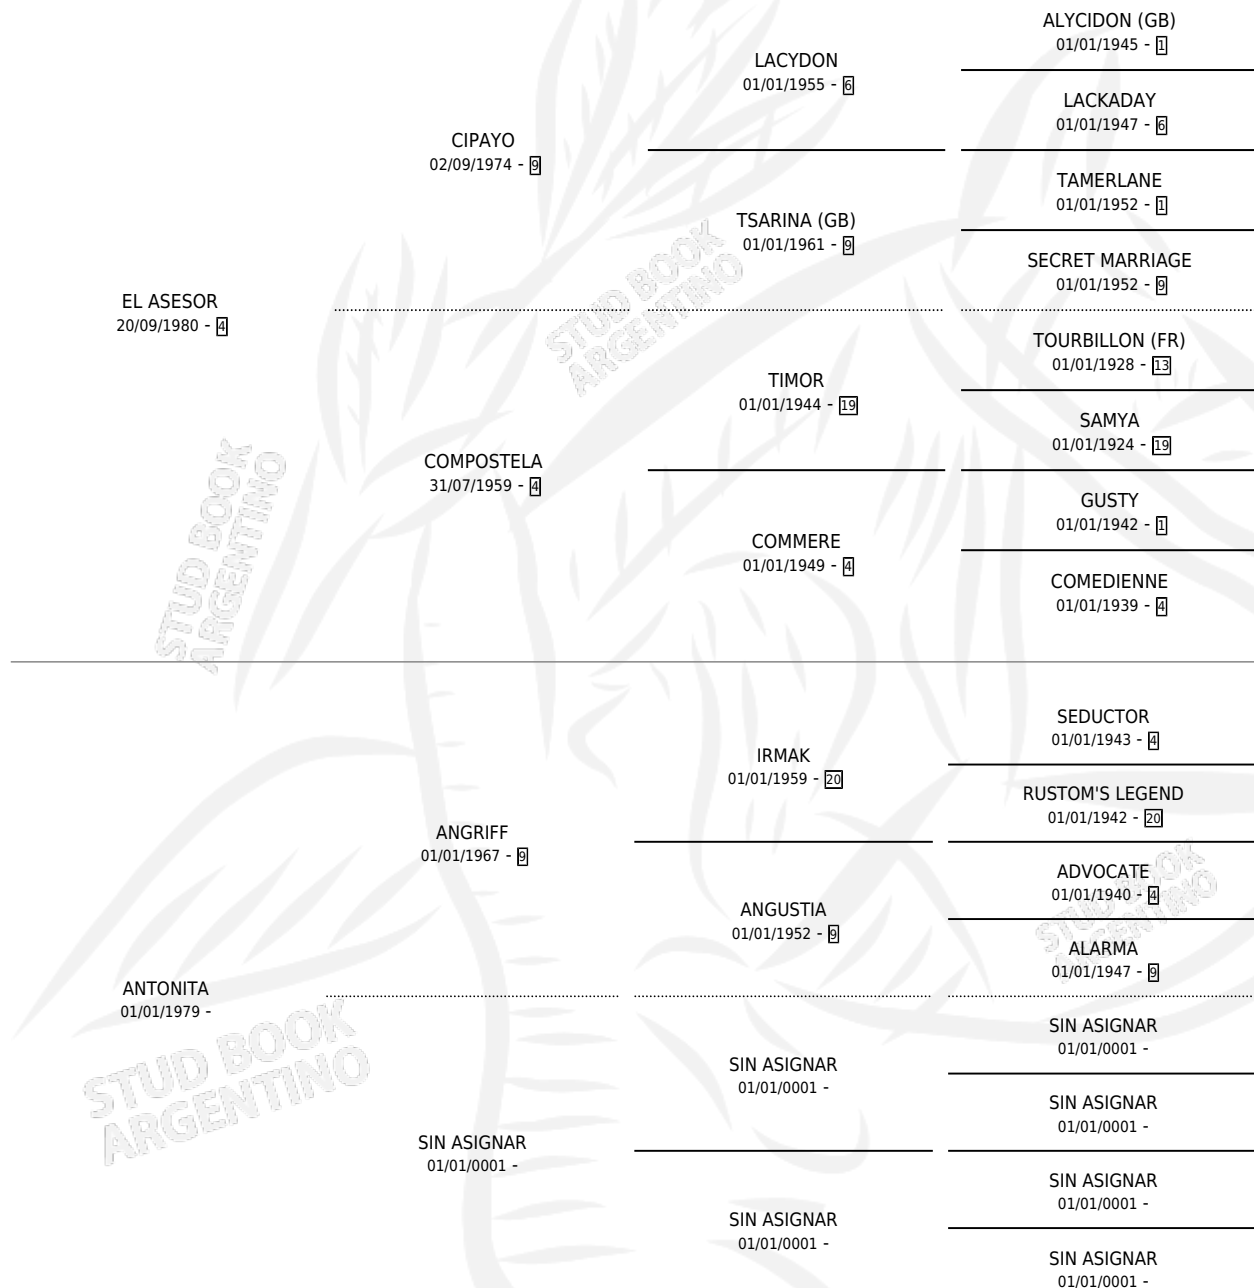 ALYCIDON (GB)
01/01/1945 - 1
LACYDON
01/01/1955 - 6
LACKADAY
01/01/1947 - 6
CIPAYO
02/09/1974 - 9
TAMERLANE
01/01/1952 - 1
TSARINA (GB)
01/01/1961 - 9
SECRET MARRIAGE
01/01/1952 - 9
EL ASESOR
20/09/1980 - 4
STUD BOOK
ARGENTINO
TOURBILLON (FR)
01/01/1928 - 13
TIMOR
01/01/1944 - 19
SAMYA
01/01/1924 - 19
COMPOSTELA
31/07/1959 - 4
GUSTY
01/01/1942 - 1
COMMERE
01/01/1949 - 4
COMEDIENNE
01/01/1939 - 4
STUD BOOK
ARGENTINO
SEDUCTOR
01/01/1943 - 4
IRMAK
01/01/1959 - 20
RUSTOM'S LEGEND
01/01/1942 - 20
ANGRIFF
01/01/1967 - 9
ADVOCATE
01/01/1940 - 4
ANGUSTIA
01/01/1952 - 9
STUD BOOK
ARGENTINO
ALARMA
01/01/1947 - 9
ANTONITA
01/01/1979 -
SIN ASIGNAR
01/01/0001 -
SIN ASIGNAR
01/01/0001 -
SIN ASIGNAR
01/01/0001 -
STUD BOOK
ARGENTINO
SIN ASIGNAR
01/01/0001 -
SIN ASIGNAR
01/01/0001 -
SIN ASIGNAR
01/01/0001 -
SIN ASIGNAR
01/01/0001 -